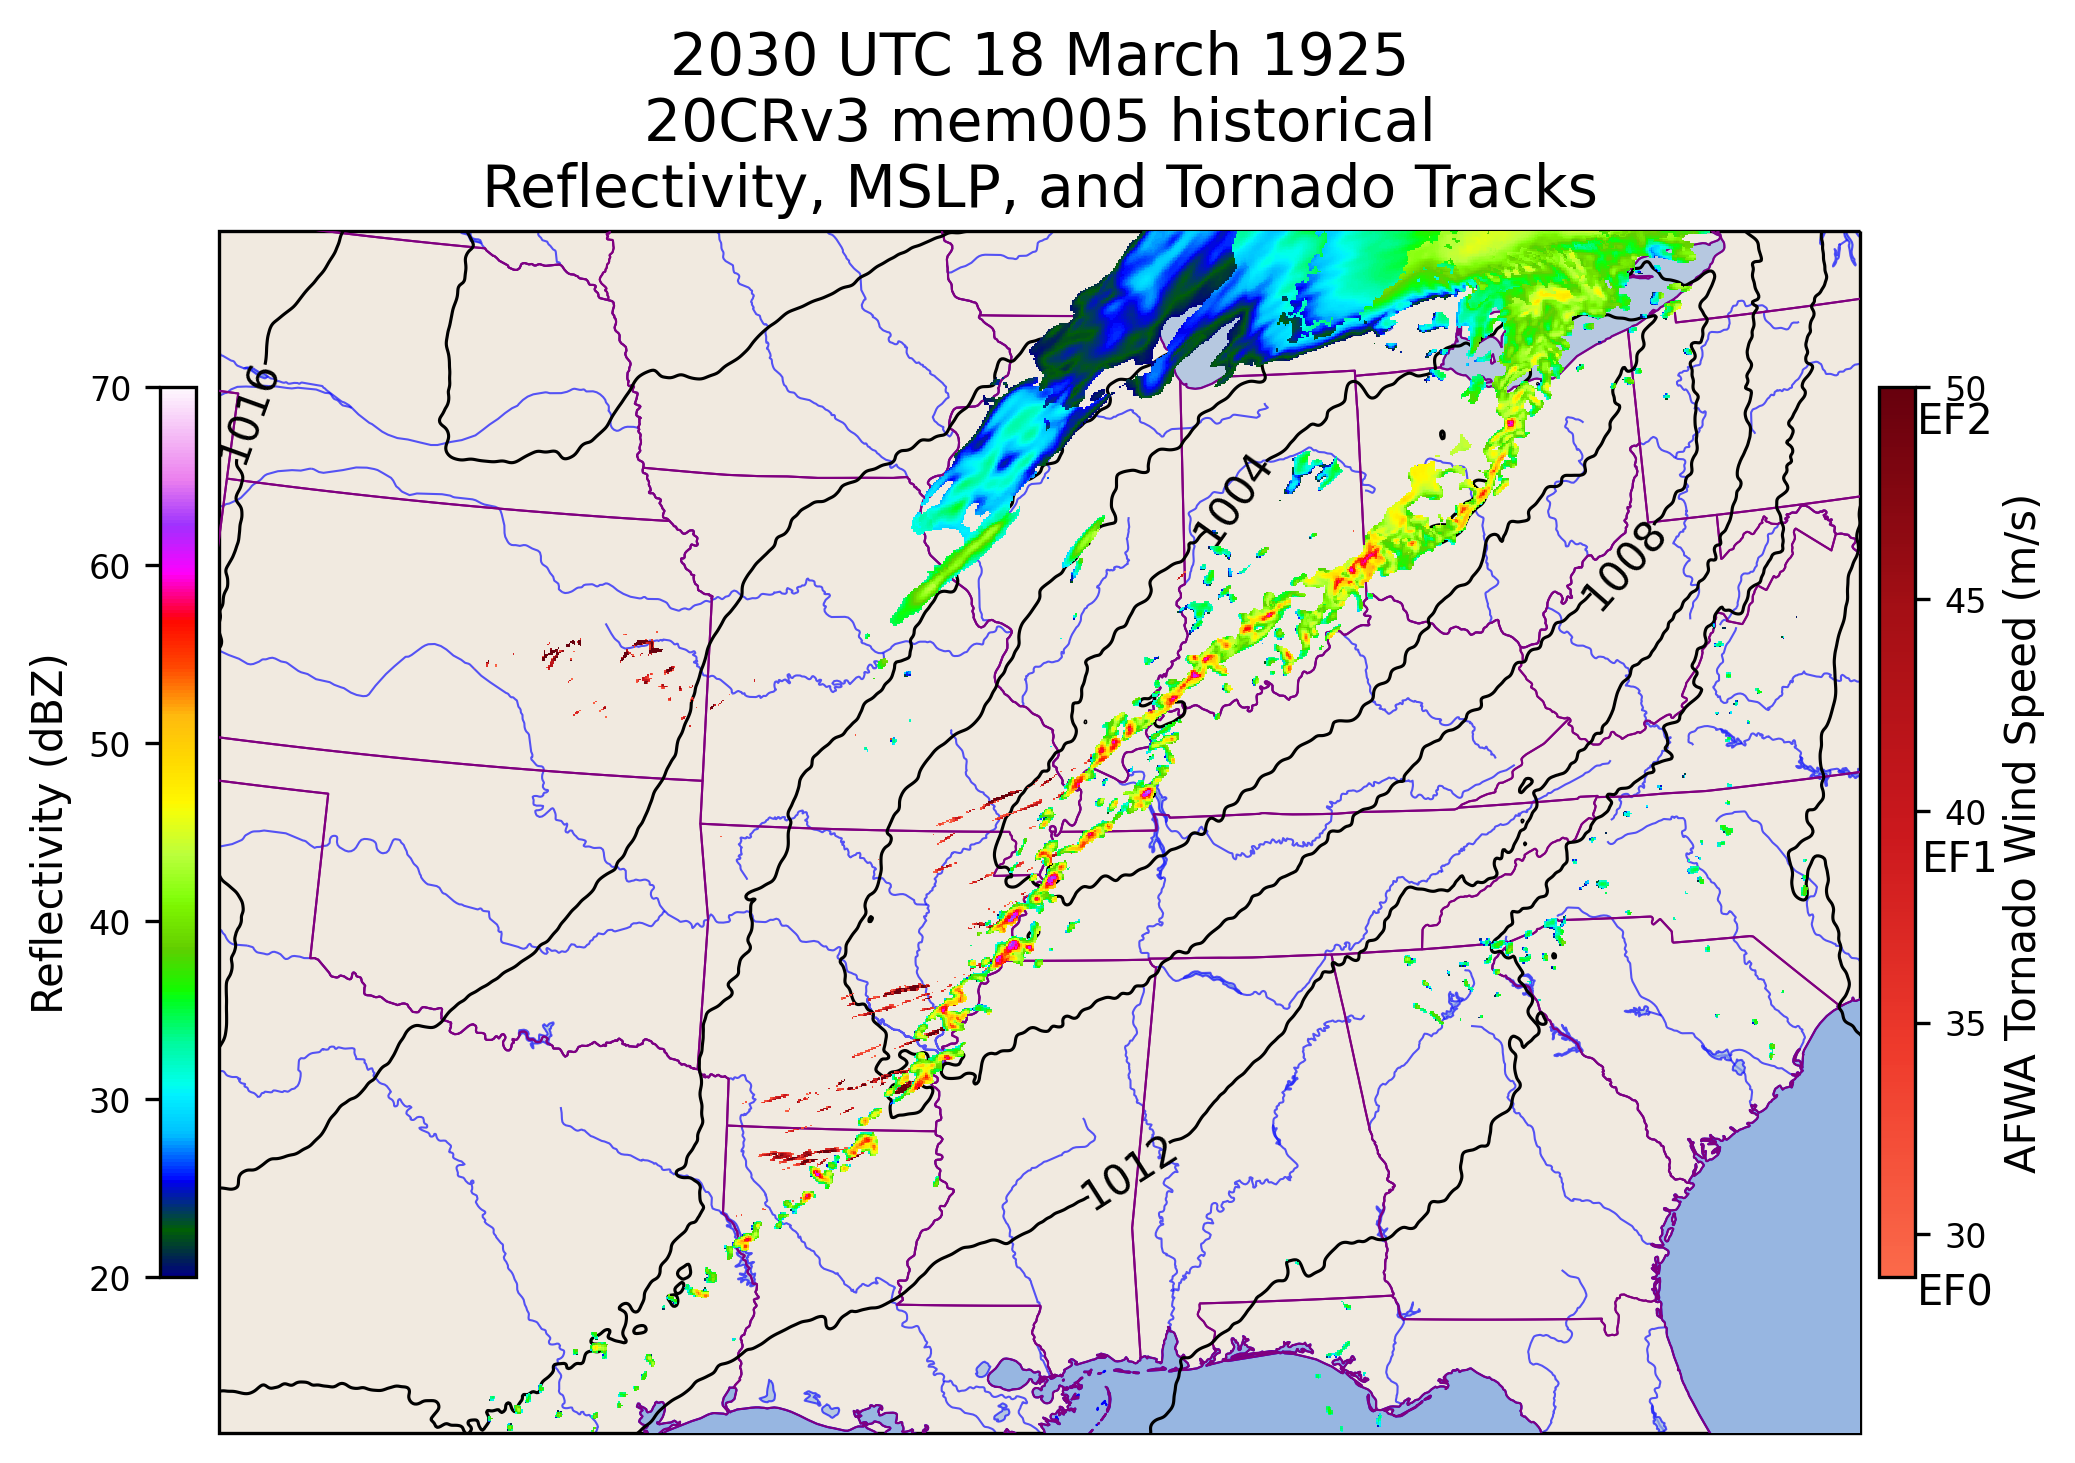 2030 UTC 18 March 1925
20CRv3 mem005 historical
Reflectivity, MSLP, and Tornado Tracks
1016
1004
1008
1012
70
60
50
40
30
20
Reflectivity (dBZ)
50
EF2
45
40
EF1
35
30
EF0
AFWA Tornado Wind Speed (m/s)